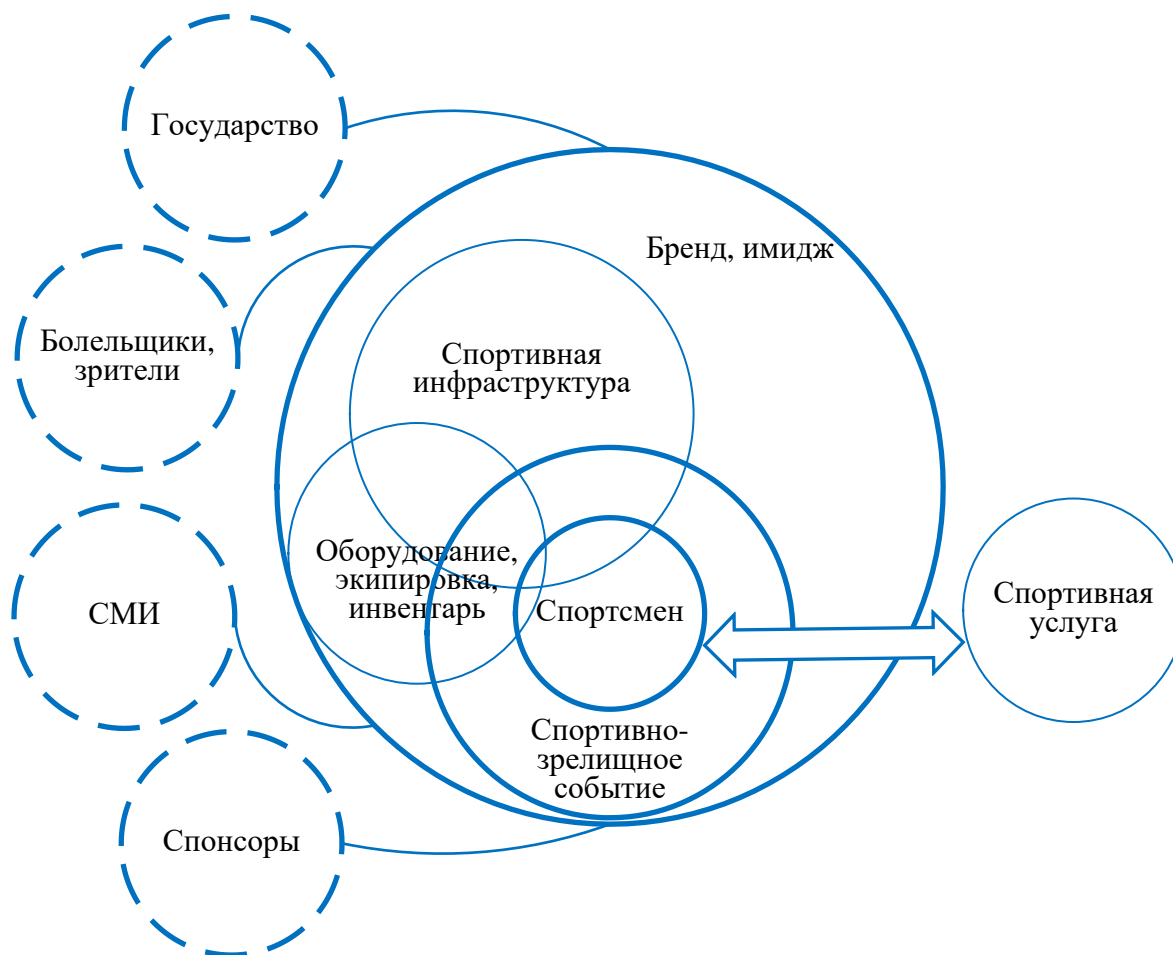 Государство
Бренд, имидж
Болельщики,
зрители
Спортивная
инфраструктура
Оборудование,
экипировка,
инвентарь
СМИ
Спортсмен
Спортивная
услуга
Спортивно-
зрелищное
событие
Спонсоры